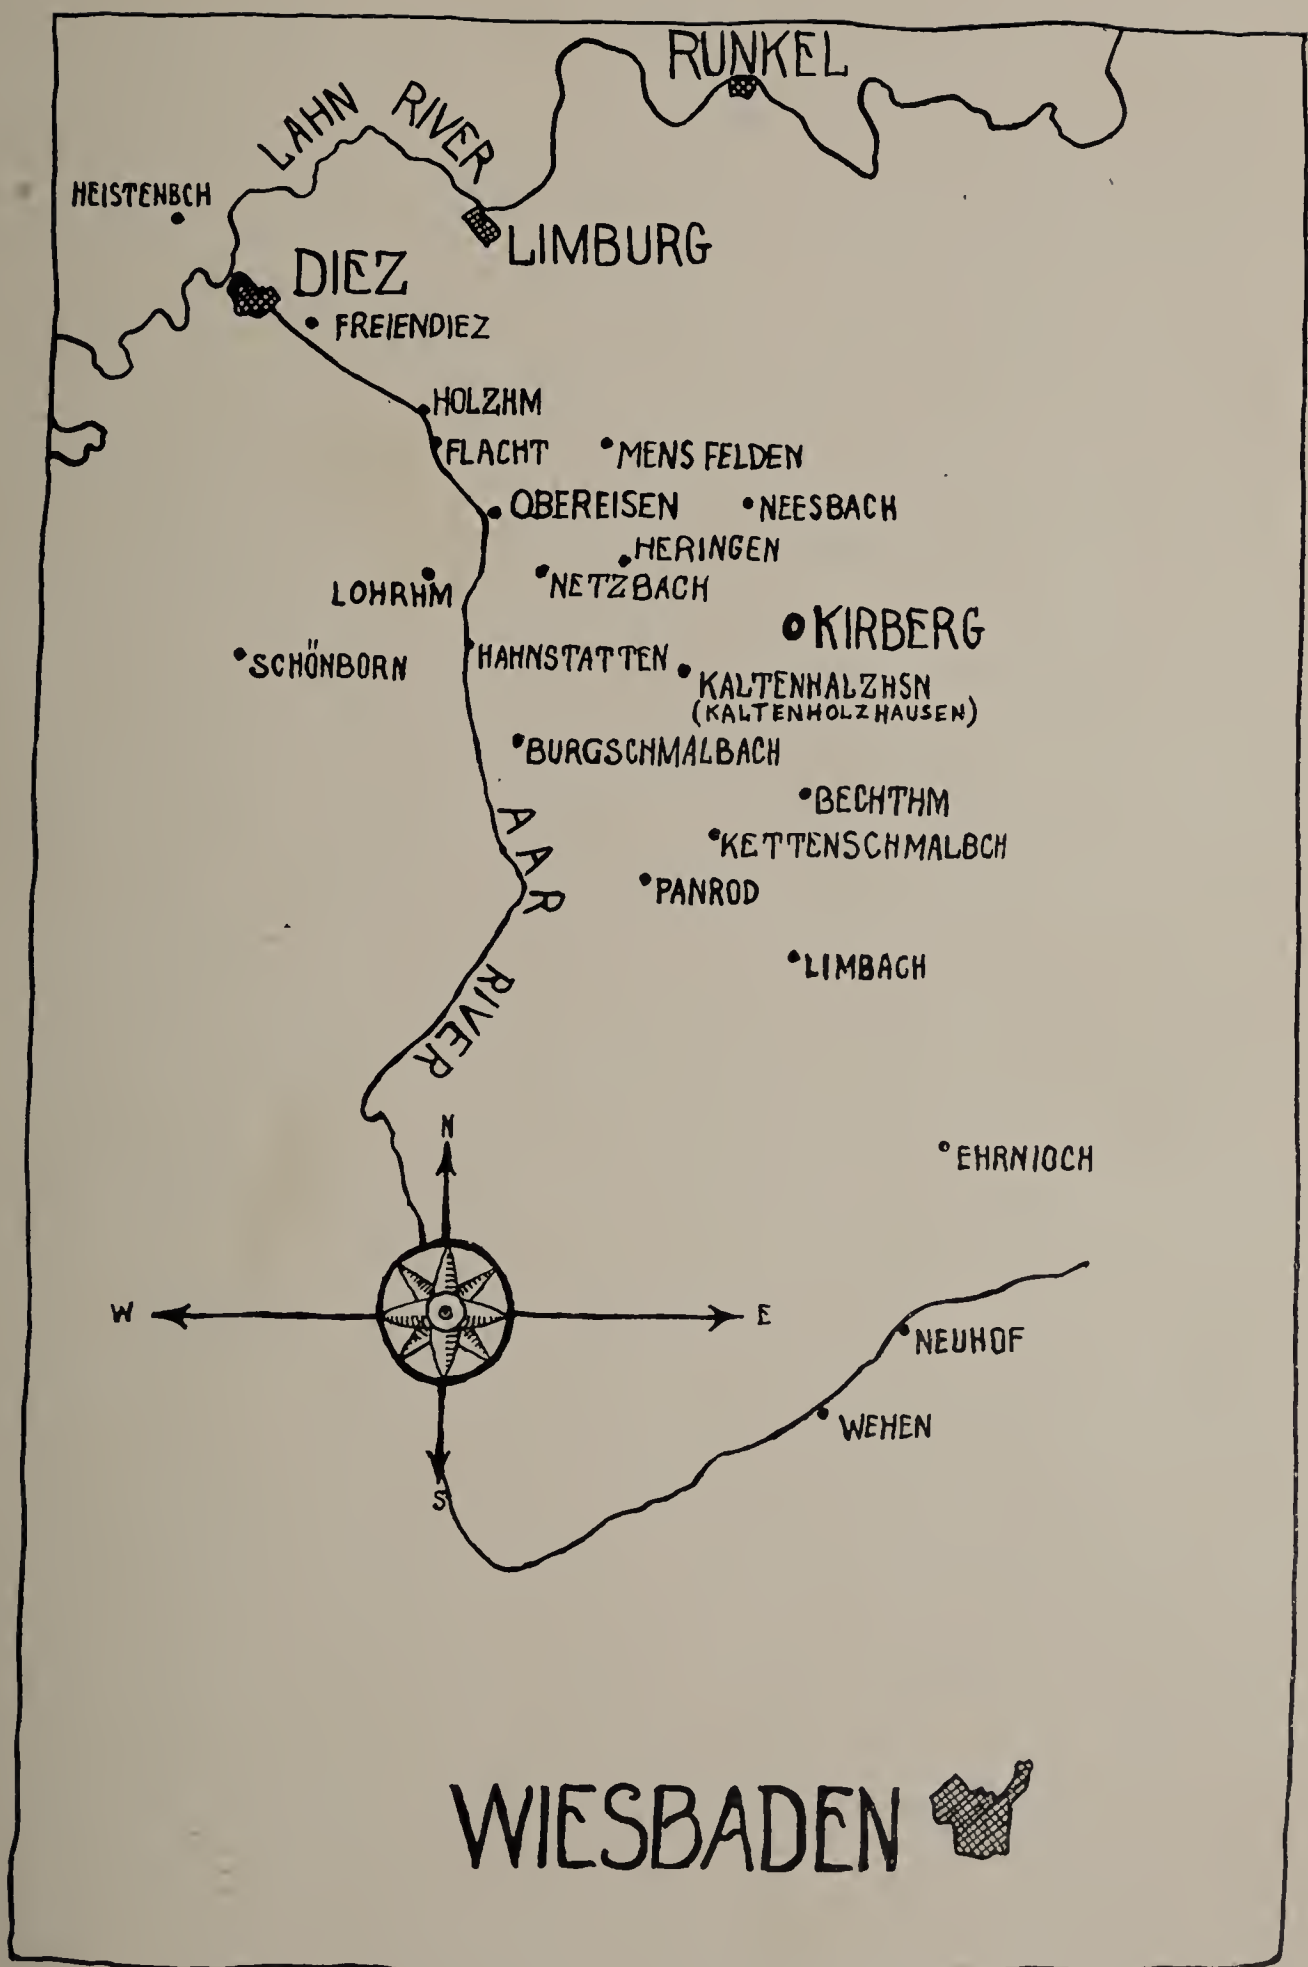 RUNKEL
LAHN RIVER
HEISTENBCH
LIMBURG
DIEZ
FREIENDIEZ
HOLZHM
FLACHT
MENS FELDEN
OBEREISEN
NEESBACH
HERINGEN
NETZBACH
LOHRHM
KIRBERG
HAHNSTATTEN
SCHÖNBORN
KALTENHALZHSN
(KALTENHOLZHAUSEN)
BURGSCHMALBACH
BECHTHM
AAR RIVER
KETTENSCHMALBCH
PANROD
LIMBACH
N
EHRNIOCH
W
E
NEUHOF
WEHEN
S
WIESBADEN